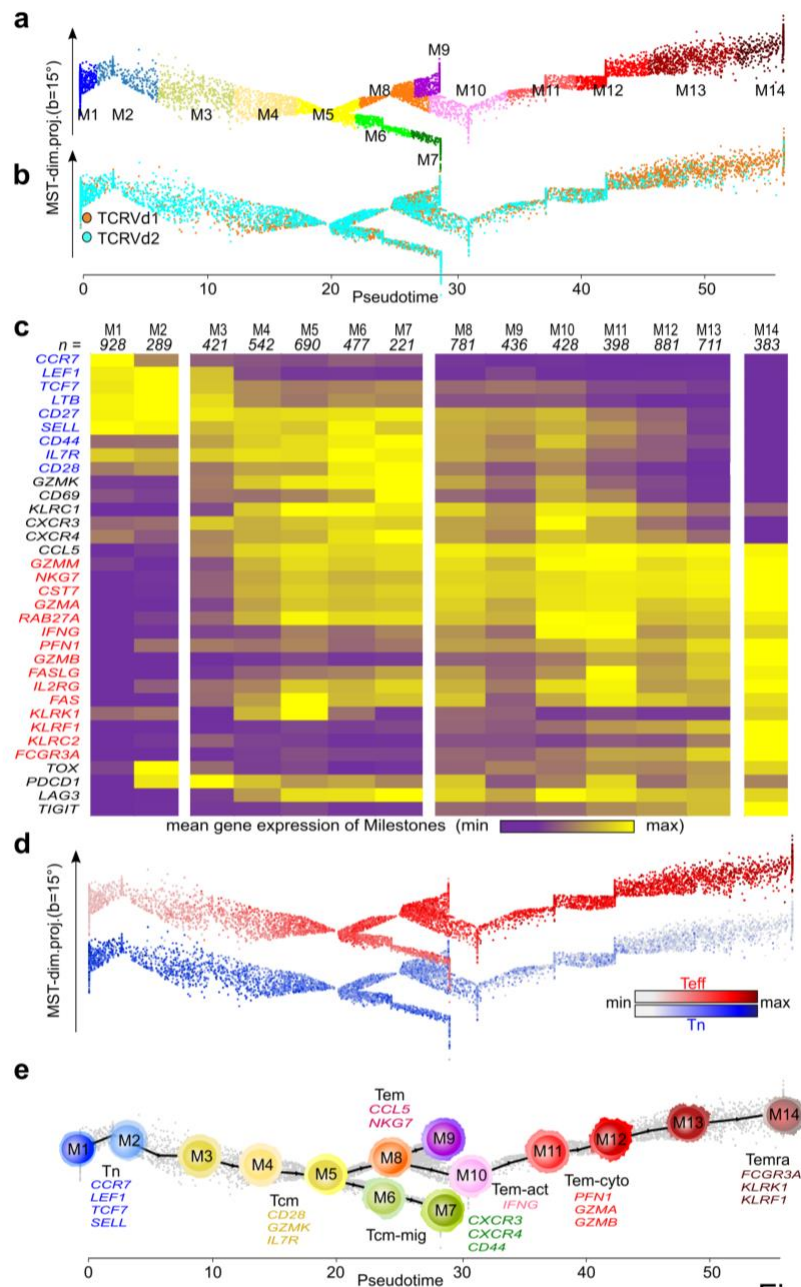 a
MST-dim.proj.(b=15°)
M1 M2 M3 M4 M5 M6 M7 M8 M9 M10 M11 M12 M13 M14
b
TCRVd1
TCRVd2
0 10 20 30 40 50
Pseudotime
c
M1 M2 M3 M4 M5 M6 M7 M8 M9 M10 M11 M12 M13 M14
n = 928 289 421 542 690 477 221 781 436 428 398 881 711 383
CCR7
LEF1
TCF7
LTB
CD27
SELL
CD44
IL7R
CD28
GZMK
CD69
KLRC1
CXCR3
CXCR4
CCL5
GZMM
NKG7
CST7
GZMA
RAB27A
IFNG
PFN1
GZMB
FASLG
IL2RG
FAS
KLRK1
KLRF1
KLRC2
FCGR3A
TOX
PDCD1
LAG3
TIGIT
mean gene expression of Milestones (min max)
d
MST-dim.proj.(b=15°)
Teff
min max
Tn
e
M1 M2 M3 M4 M5 M6 M7 M8 M9 M10 M11 M12 M13 M14
Tn
CCR7
LEF1
TCF7
SELL
Tcm
CD28
GZMK
IL7R
Tem
CCL5
NKG7
Tcm-mig
CXCR3
CXCR4
CD44
Tem-act
IFNG
Tem-cyto
PFN1
GZMA
GZMB
Temra
FCGR3A
KLRK1
KLRF1
0 10 20 30 40 50
Pseudotime